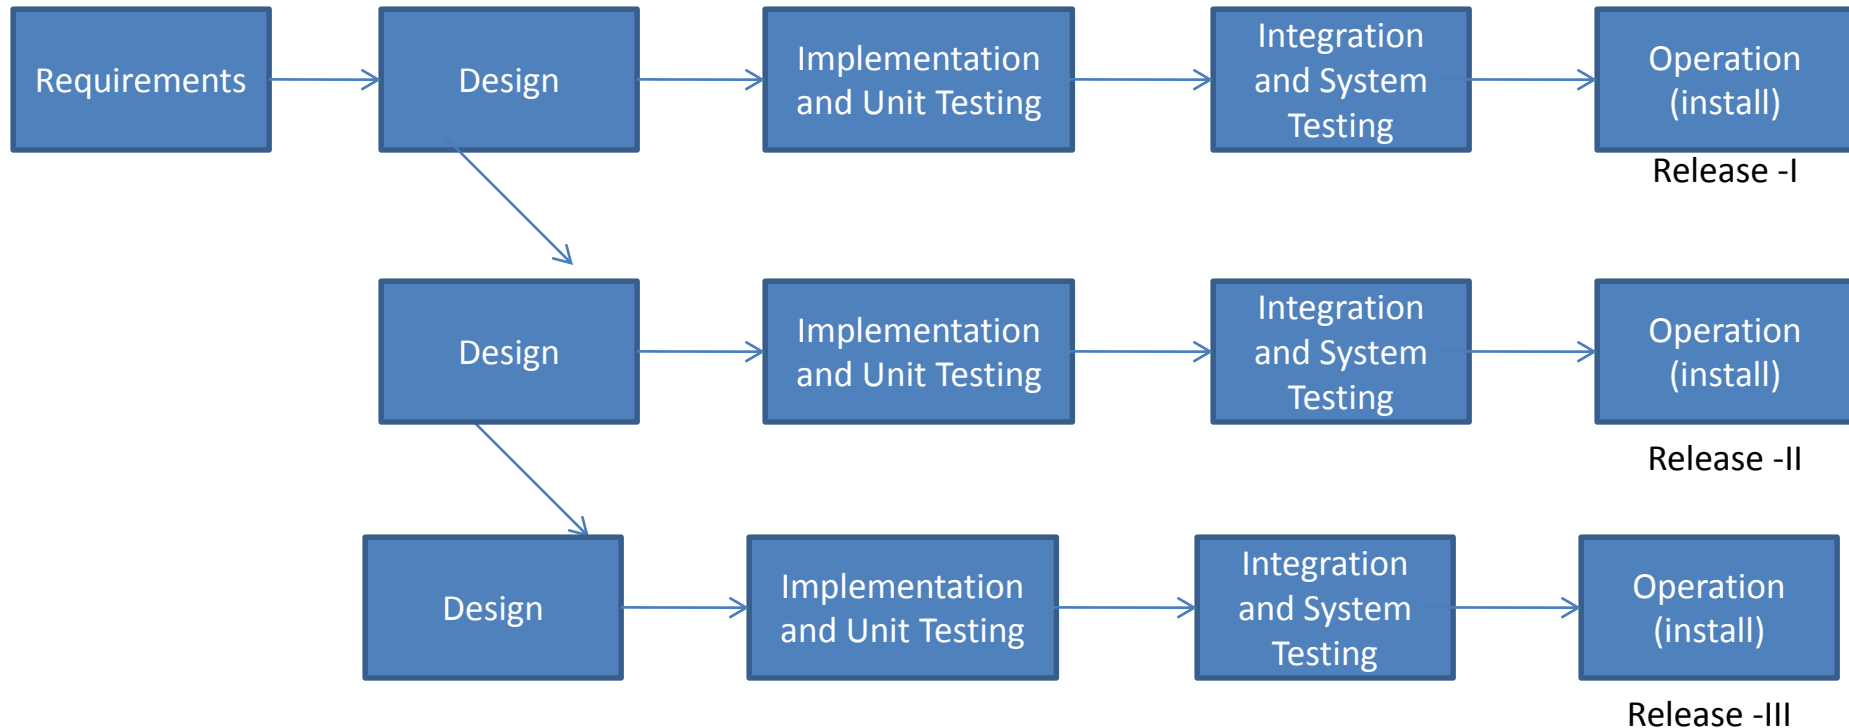 Requirements
Design
Implementation
and Unit Testing
Integration
and System
Testing
Operation
(install)
Release -I
Design
Implementation
and Unit Testing
Integration
and System
Testing
Operation
(install)
Release -II
Design
Implementation
and Unit Testing
Integration
and System
Testing
Operation
(install)
Release -III